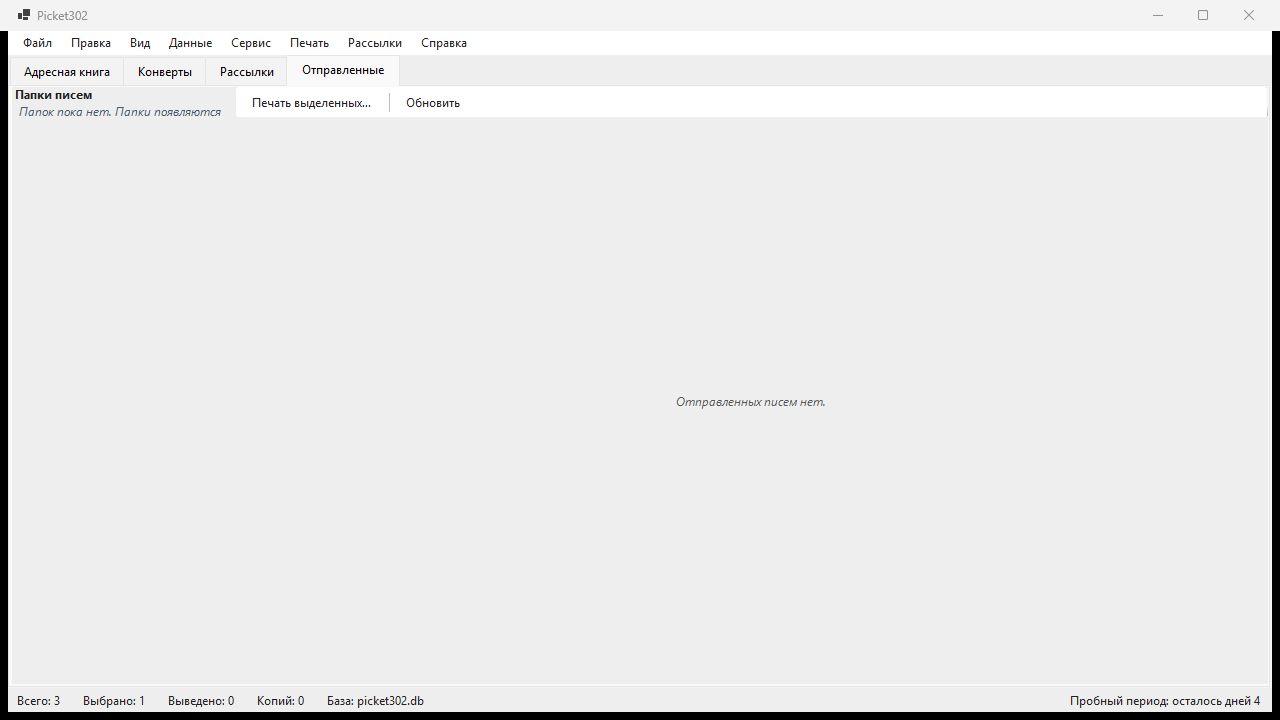 Picket302
Файл Правка Вид Данные Сервис Печать Рассылки Справка
Адресная книга Конверты Рассылки Отправленные
Папки писем
Папок пока нет. Папки появляются
Печать выделенных... Обновить
Отправленных писем нет.
Всего: 3 Выбрано: 1 Выведено: 0 Копий: 0 База: picket302.db Пробный период: осталось дней 4